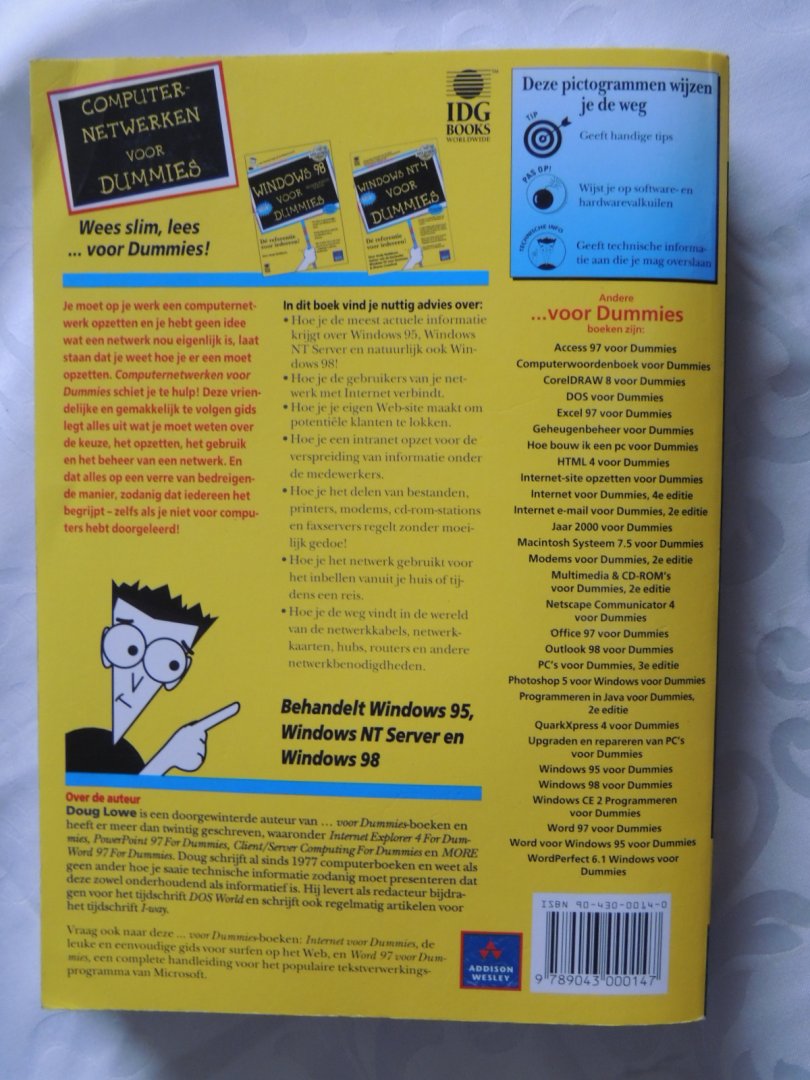 COMPUTER-
NETWERKEN
VOOR
DUMMIES
Wees slim, lees
... voor Dummies!
WINDOWS 98
VOOR
DUMMIES
De referentie
voor iedereen!
WINDOWS NT 4
VOOR
DUMMIES
De referentie
voor iedereen!
TM
IDG
BOOKS
WORLDWIDE
Deze pictogrammen wijzen
je de weg
TIP
Geeft handige tips
PAS OP!
Wijst je op software- en
hardwarevalkuilen
TECHNISCHE INFO
Geeft technische informa-
tie aan die je mag overslaan
Je moet op je werk een computernet-
werk opzetten en je hebt geen idee
wat een netwerk nou eigenlijk is, laat
staan dat je weet hoe je er een moet
opzetten. Computernetwerken voor
Dummies schiet je te hulp! Deze vrien-
delijke en gemakkelijk te volgen gids
legt alles uit wat je moet weten over
de keuze, het opzetten, het gebruik
en het beheer van een netwerk. En
dat alles op een verre van bedreigen-
de manier, zodanig dat iedereen het
begrijpt – zelfs als je niet voor compu-
ters hebt doorgeleerd!
In dit boek vind je nuttig advies over:
• Hoe je de meest actuele informatie
krijgt over Windows 95, Windows
NT Server en natuurlijk ook Win-
dows 98!
• Hoe je de gebruikers van je net-
werk met Internet verbindt.
• Hoe je je eigen Web-site maakt om
potentiële klanten te lokken.
• Hoe je een intranet opzet voor de
verspreiding van informatie onder
de medewerkers.
• Hoe je het delen van bestanden,
printers, modems, cd-rom-stations
en faxservers regelt zonder moei-
lijk gedoe!
• Hoe je het netwerk gebruikt voor
het inbellen vanuit je huis of tij-
dens een reis.
• Hoe je de weg vindt in de wereld
van de netwerkkabels, netwerk-
kaarten, hubs, routers en andere
netwerkbenodigdheden.
Behandelt Windows 95,
Windows NT Server en
Windows 98
Andere
...voor Dummies
boeken zijn:
Access 97 voor Dummies
Computerwoordenboek voor Dummies
CorelDRAW 8 voor Dummies
DOS voor Dummies
Excel 97 voor Dummies
Geheugenbeheer voor Dummies
Hoe bouw ik een pc voor Dummies
HTML 4 voor Dummies
Internet-site opzetten voor Dummies
Internet voor Dummies, 4e editie
Internet e-mail voor Dummies, 2e editie
Jaar 2000 voor Dummies
Macintosh Systeem 7.5 voor Dummies
Modems voor Dummies, 2e editie
Multimedia & CD-ROM's
voor Dummies, 2e editie
Netscape Communicator 4
voor Dummies
Office 97 voor Dummies
Outlook 98 voor Dummies
PC's voor Dummies, 3e editie
Photoshop 5 voor Windows voor Dummies
Programmeren in Java voor Dummies,
2e editie
QuarkXpress 4 voor Dummies
Upgraden en repareren van PC's
voor Dummies
Windows 95 voor Dummies
Windows 98 voor Dummies
Windows CE 2 Programmeren
voor Dummies
Word 97 voor Dummies
Word voor Windows 95 voor Dummies
WordPerfect 6.1 Windows voor
Dummies
Over de auteur
Doug Lowe is een doorgewinterde auteur van ... voor Dummies-boeken en
heeft er meer dan twintig geschreven, waaronder Internet Explorer 4 For Dum-
mies, PowerPoint 97 For Dummies, Client/Server Computing For Dummies en MORE
Word 97 For Dummies. Doug schrijft al sinds 1977 computerboeken en weet als
geen ander hoe je saaie technische informatie zodanig moet presenteren dat
deze zowel onderhoudend als informatief is. Hij levert als redacteur bijdra-
gen voor het tijdschrift DOS World en schrijft ook regelmatig artikelen voor
het tijdschrift I-way.
Vraag ook naar deze ... voor Dummies-boeken: Internet voor Dummies, de
leuke en eenvoudige gids voor surfen op het Web, en Word 97 voor Dum-
mies, een complete handleiding voor het populaire tekstverwerkings-
programma van Microsoft.
ADDISON
WESLEY
ISBN 90-430-0014-0
9 789043 000147